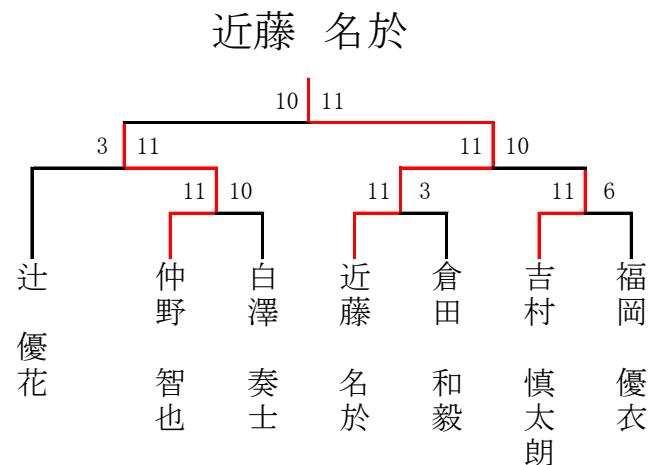 近藤 名於
10 11
3 11 11 10
11 10 11 3 11 6
辻 優花
仲野 智也
白澤 奏士
近藤 名於
倉田 和毅
吉村 慎太朗
福岡 優衣